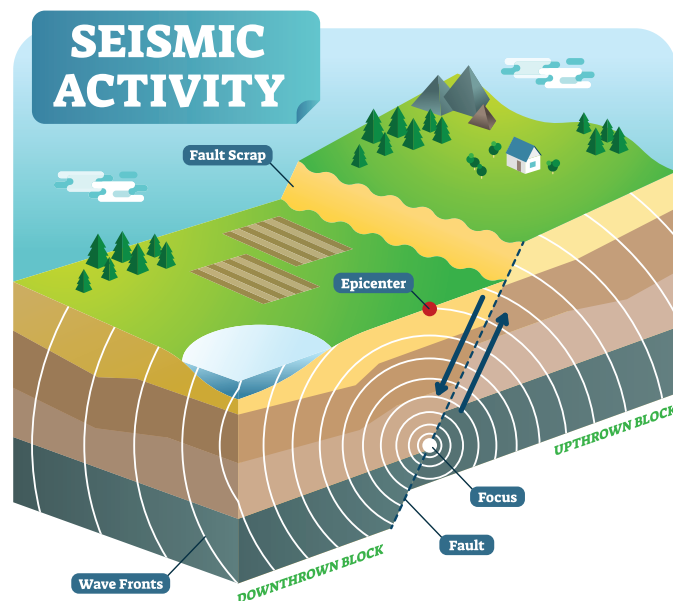 SEISMIC
ACTIVITY
Fault Scrap
Epicenter
UPTHROWN BLOCK
Focus
Fault
DOWNTHROWN BLOCK
Wave Fronts